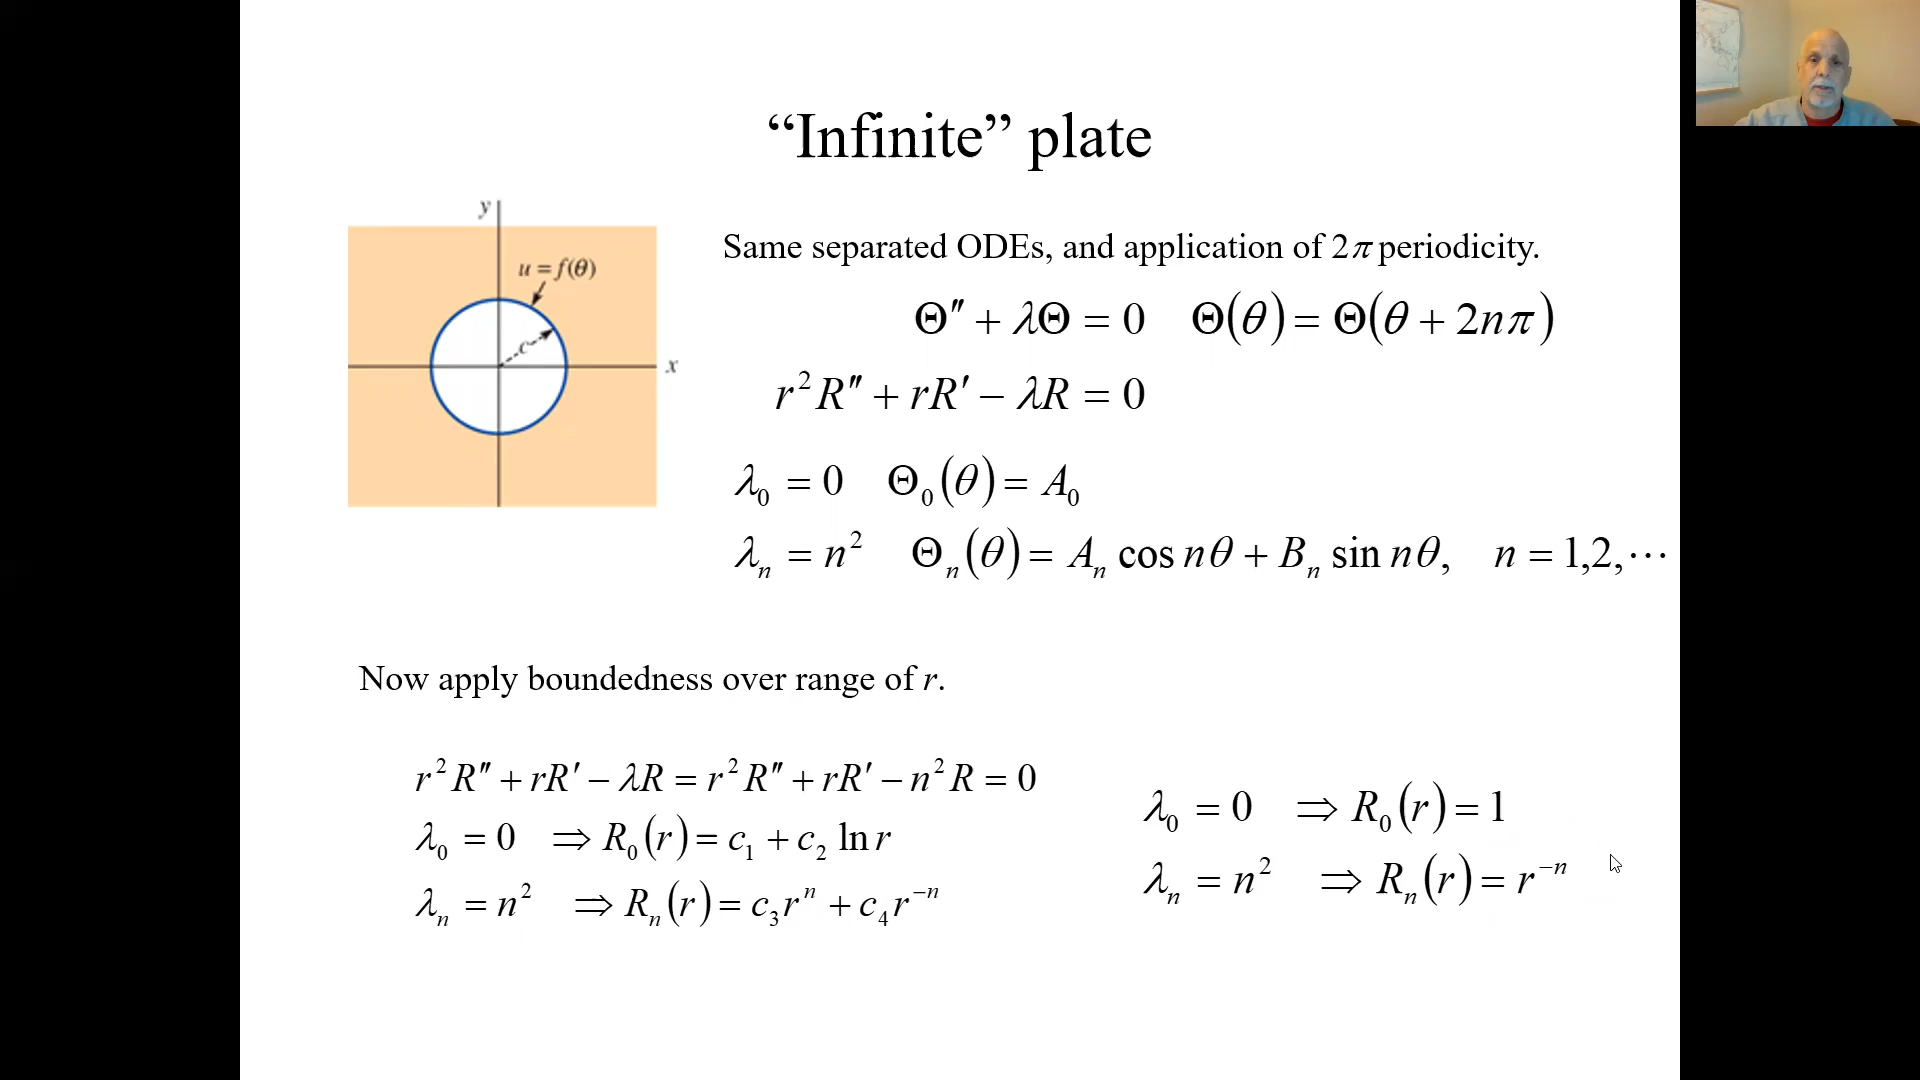 “Infinite” plate
y
u = f(θ)
c
x
Same separated ODEs, and application of 2π periodicity.
Θ″ + λΘ = 0   Θ(θ) = Θ(θ + 2nπ)
r²R″ + rR′ − λR = 0
λ₀ = 0   Θ₀(θ) = A₀
λₙ = n²   Θₙ(θ) = Aₙ cos nθ + Bₙ sin nθ,   n = 1,2,⋯
Now apply boundedness over range of r.
r²R″ + rR′ − λR = r²R″ + rR′ − n²R = 0
λ₀ = 0   ⇒ R₀(r) = c₁ + c₂ ln r
λₙ = n²   ⇒ Rₙ(r) = c₃rⁿ + c₄r⁻ⁿ
λ₀ = 0   ⇒ R₀(r) = 1
λₙ = n²   ⇒ Rₙ(r) = r⁻ⁿ